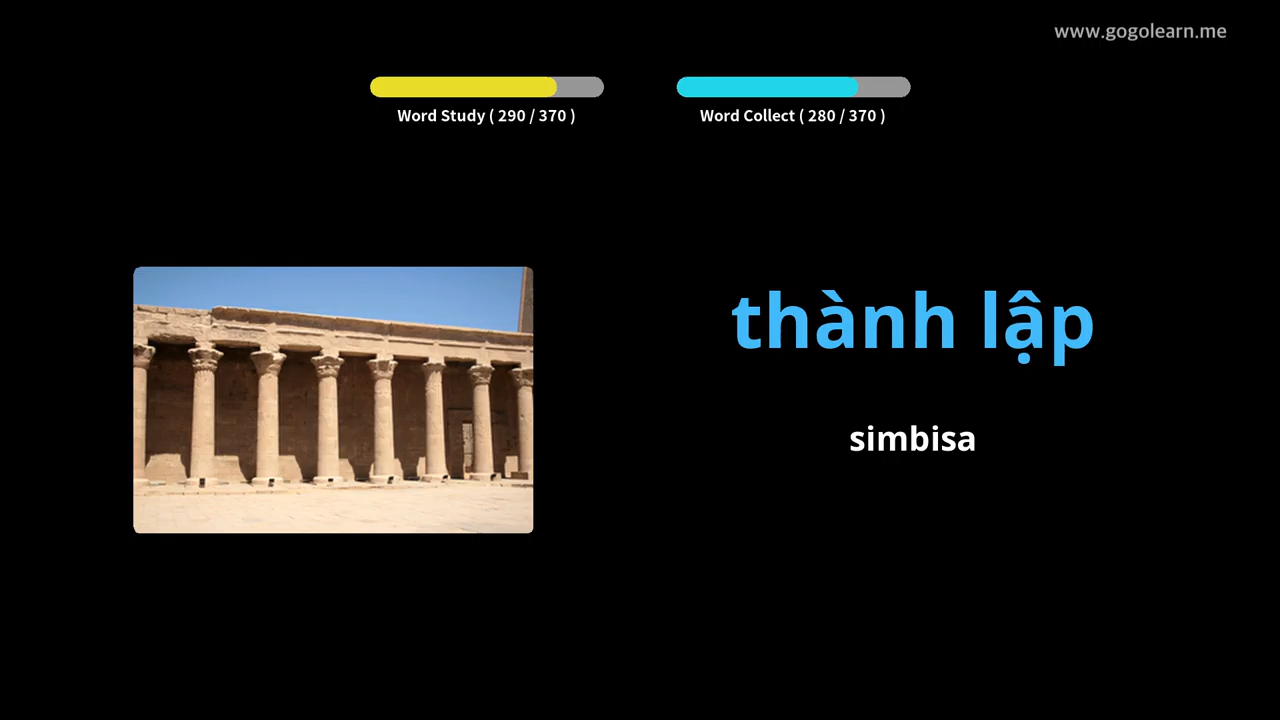 www.gogolearn.me
Word Study ( 290 / 370 )
Word Collect ( 280 / 370 )
thành lập
simbisa